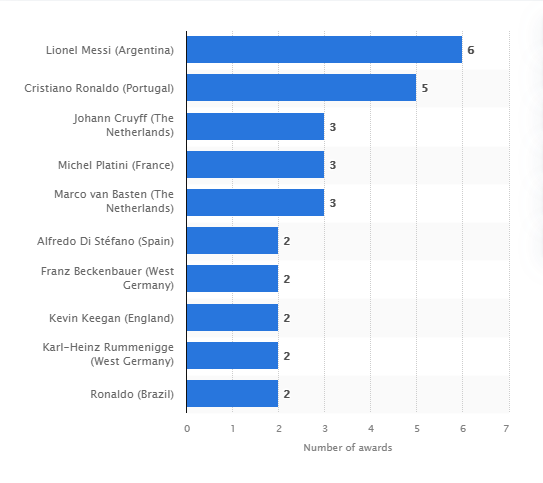 Lionel Messi (Argentina)
6
Cristiano Ronaldo (Portugal)
5
Johann Cruyff (The
Netherlands)
3
Michel Platini (France)
3
Marco van Basten (The
Netherlands)
3
Alfredo Di Stéfano (Spain)
2
Franz Beckenbauer (West
Germany)
2
Kevin Keegan (England)
2
Karl-Heinz Rummenigge
(West Germany)
2
Ronaldo (Brazil)
2
0 1 2 3 4 5 6 7
Number of awards